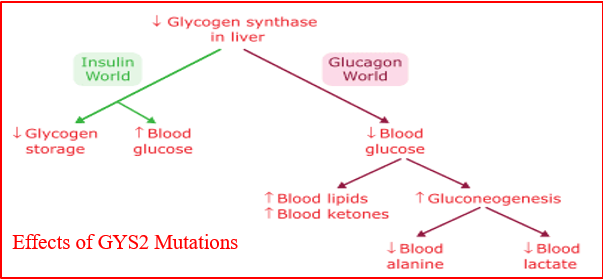 ↓ Glycogen synthase
in liver
Insulin
World
Glucagon
World
↓ Glycogen
storage
↑ Blood
glucose
↓ Blood
glucose
↑ Blood lipids
↑ Blood ketones
↑ Gluconeogenesis
↓ Blood
alanine
↓ Blood
lactate
Effects of GYS2 Mutations